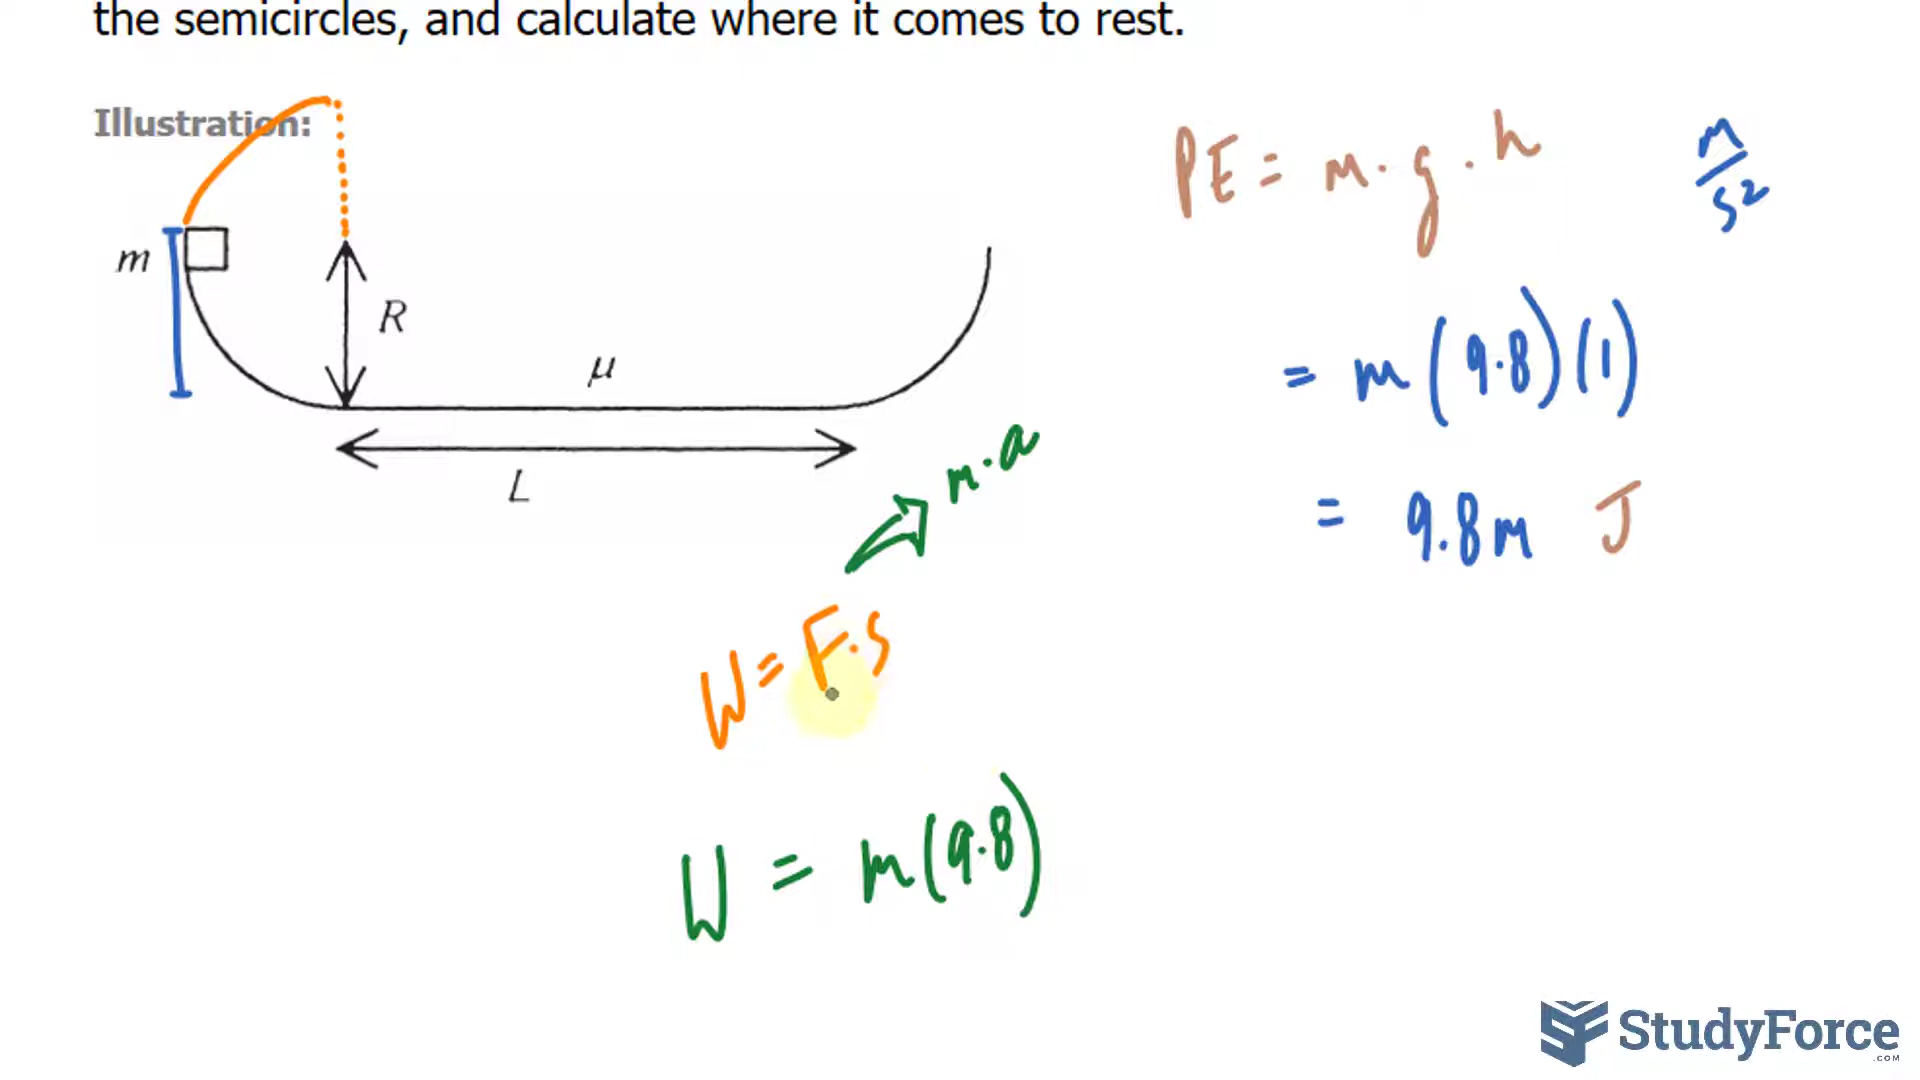 the semicircles, and calculate where it comes to rest.
Illustration:
m
R
μ
L
PE = m · g · h
m/s²
= m(9.8)(1)
= 9.8m J
m · a
W = F · s
W = m(9.8)
StudyForce
.COM